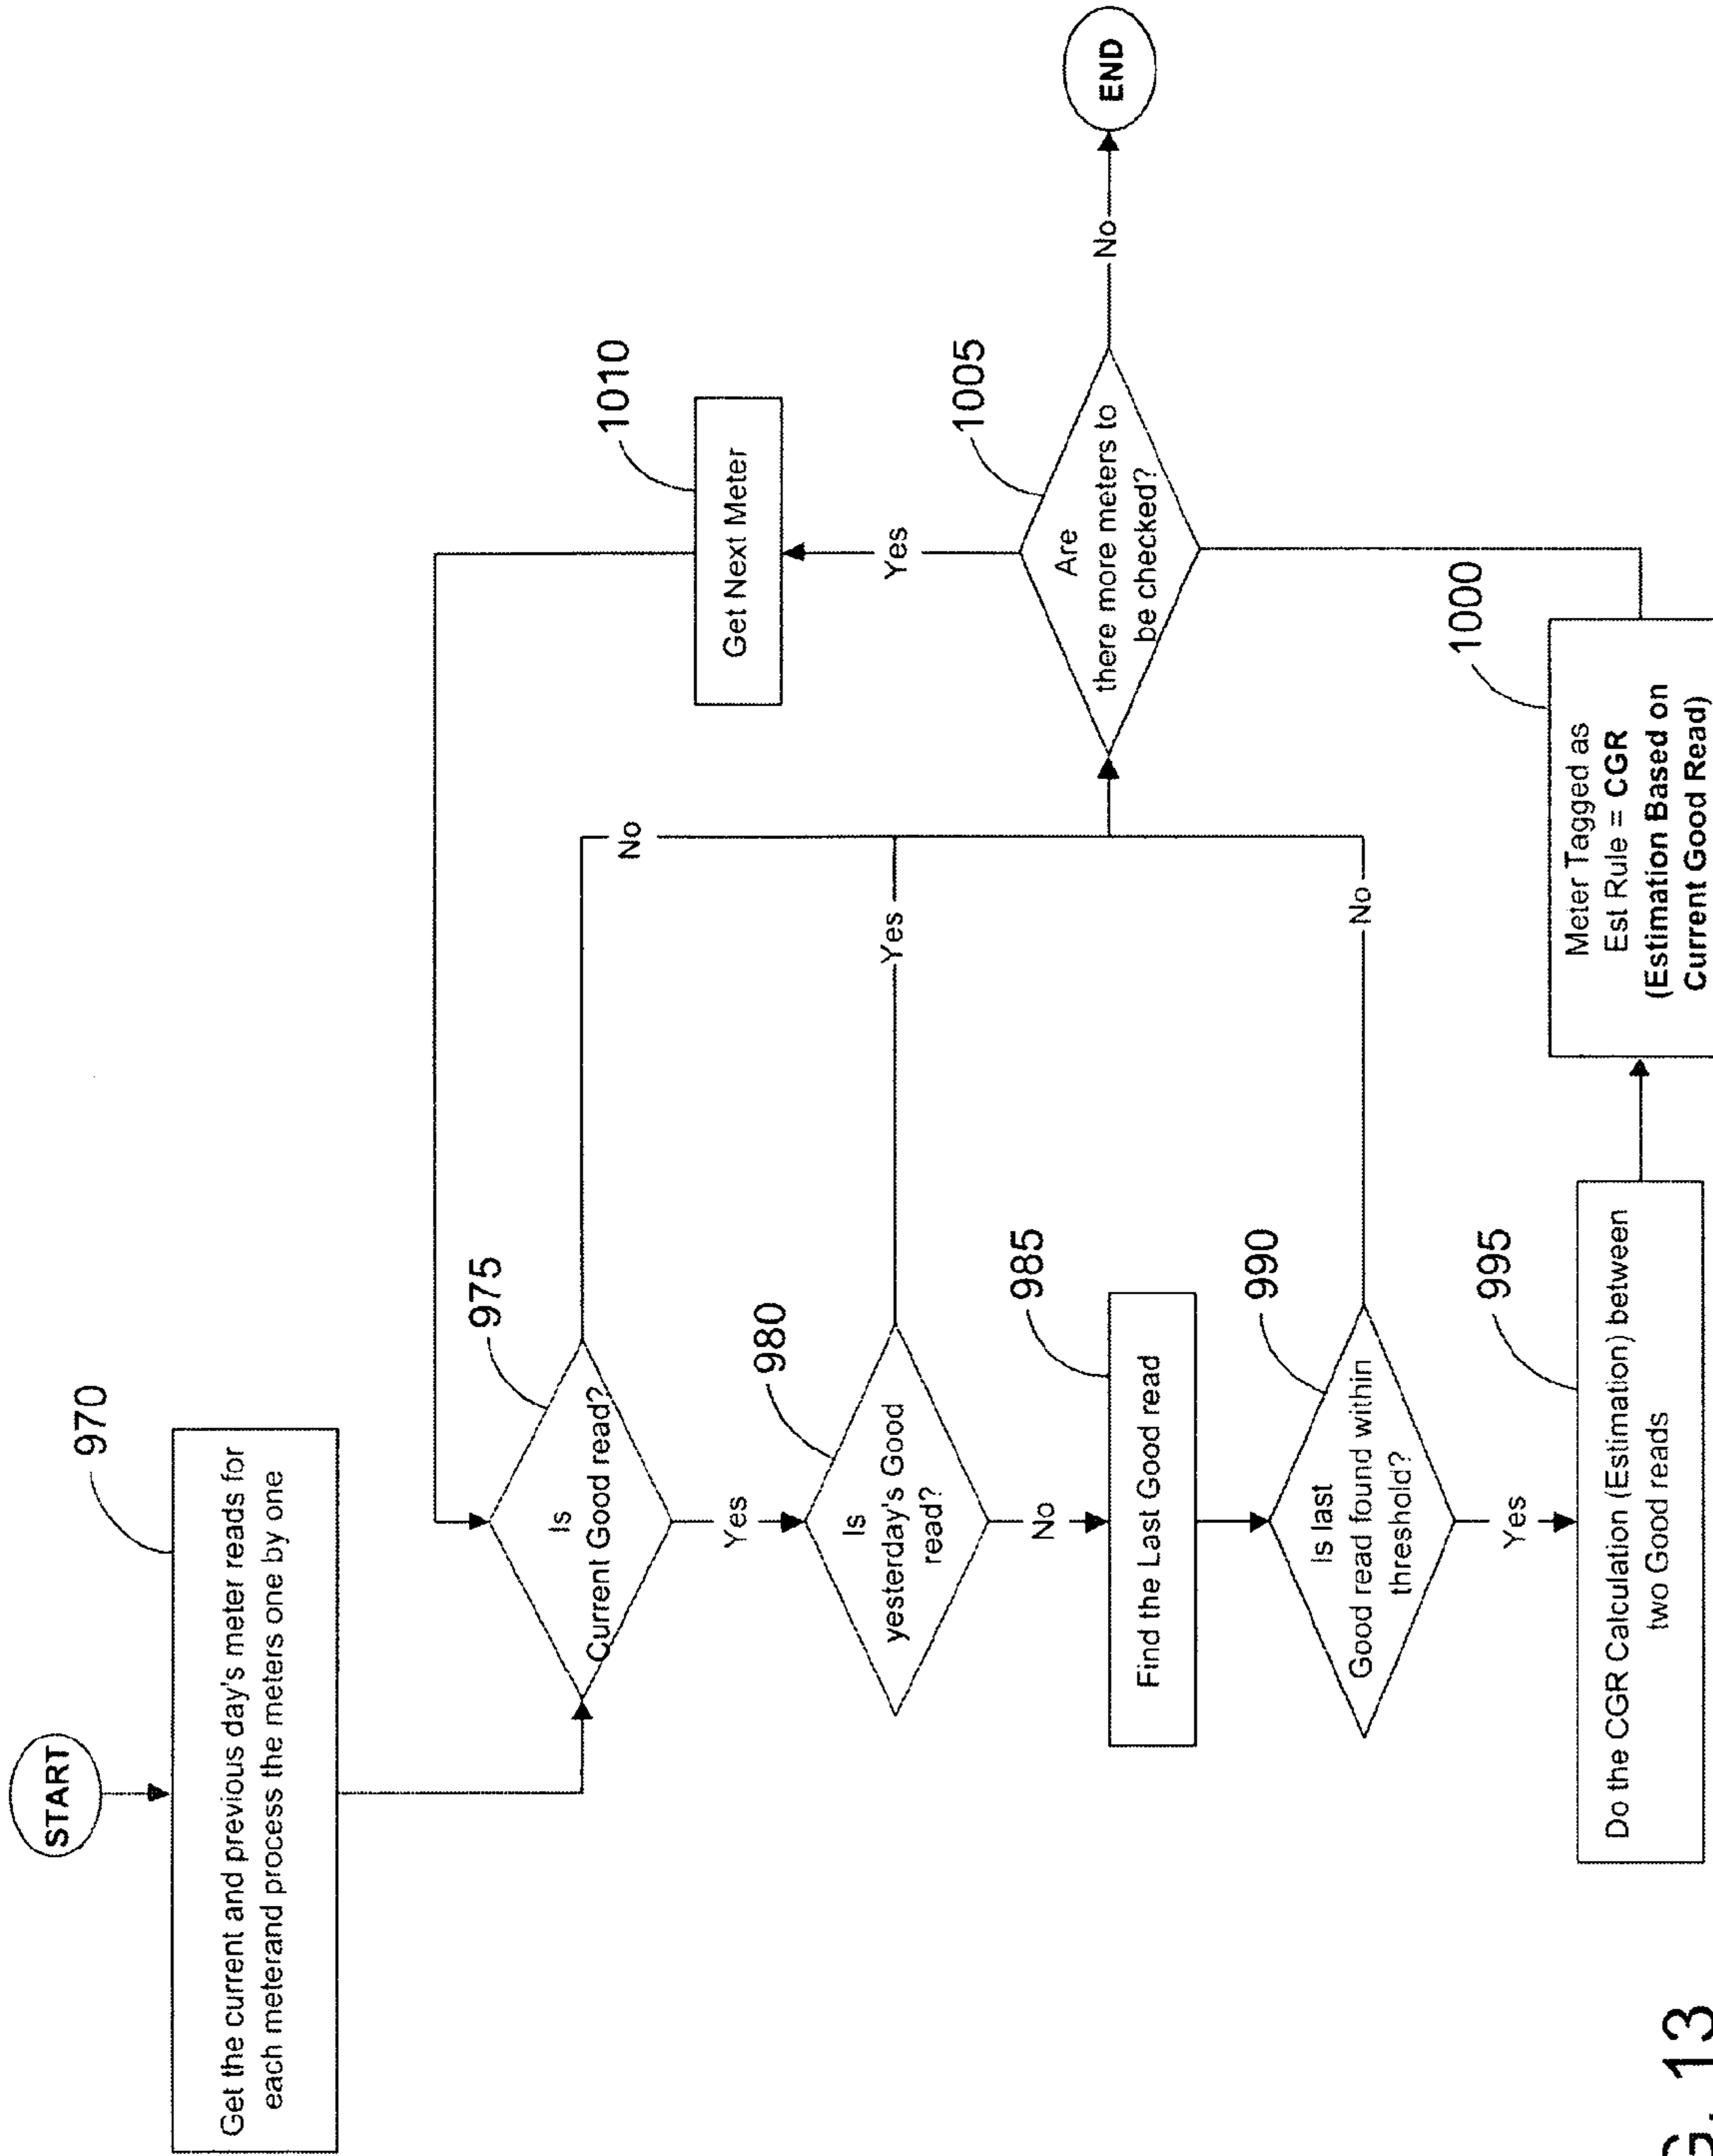 START
970
Get the current and previous day's meter reads for
each meterand process the meters one by one
975
Is
Current Good read?
No
Yes
980
Is
yesterday's Good
read?
Yes
No
985
Find the Last Good read
990
Is last
Good read found within
threshold?
No
Yes
995
Do the CGR Calculation (Estimation) between
two Good reads
1000
Meter Tagged as
Est Rule = CGR
(Estimation Based on
Current Good Read)
1005
Are
there more meters to
be checked?
Yes
1010
Get Next Meter
No
END
G. 13